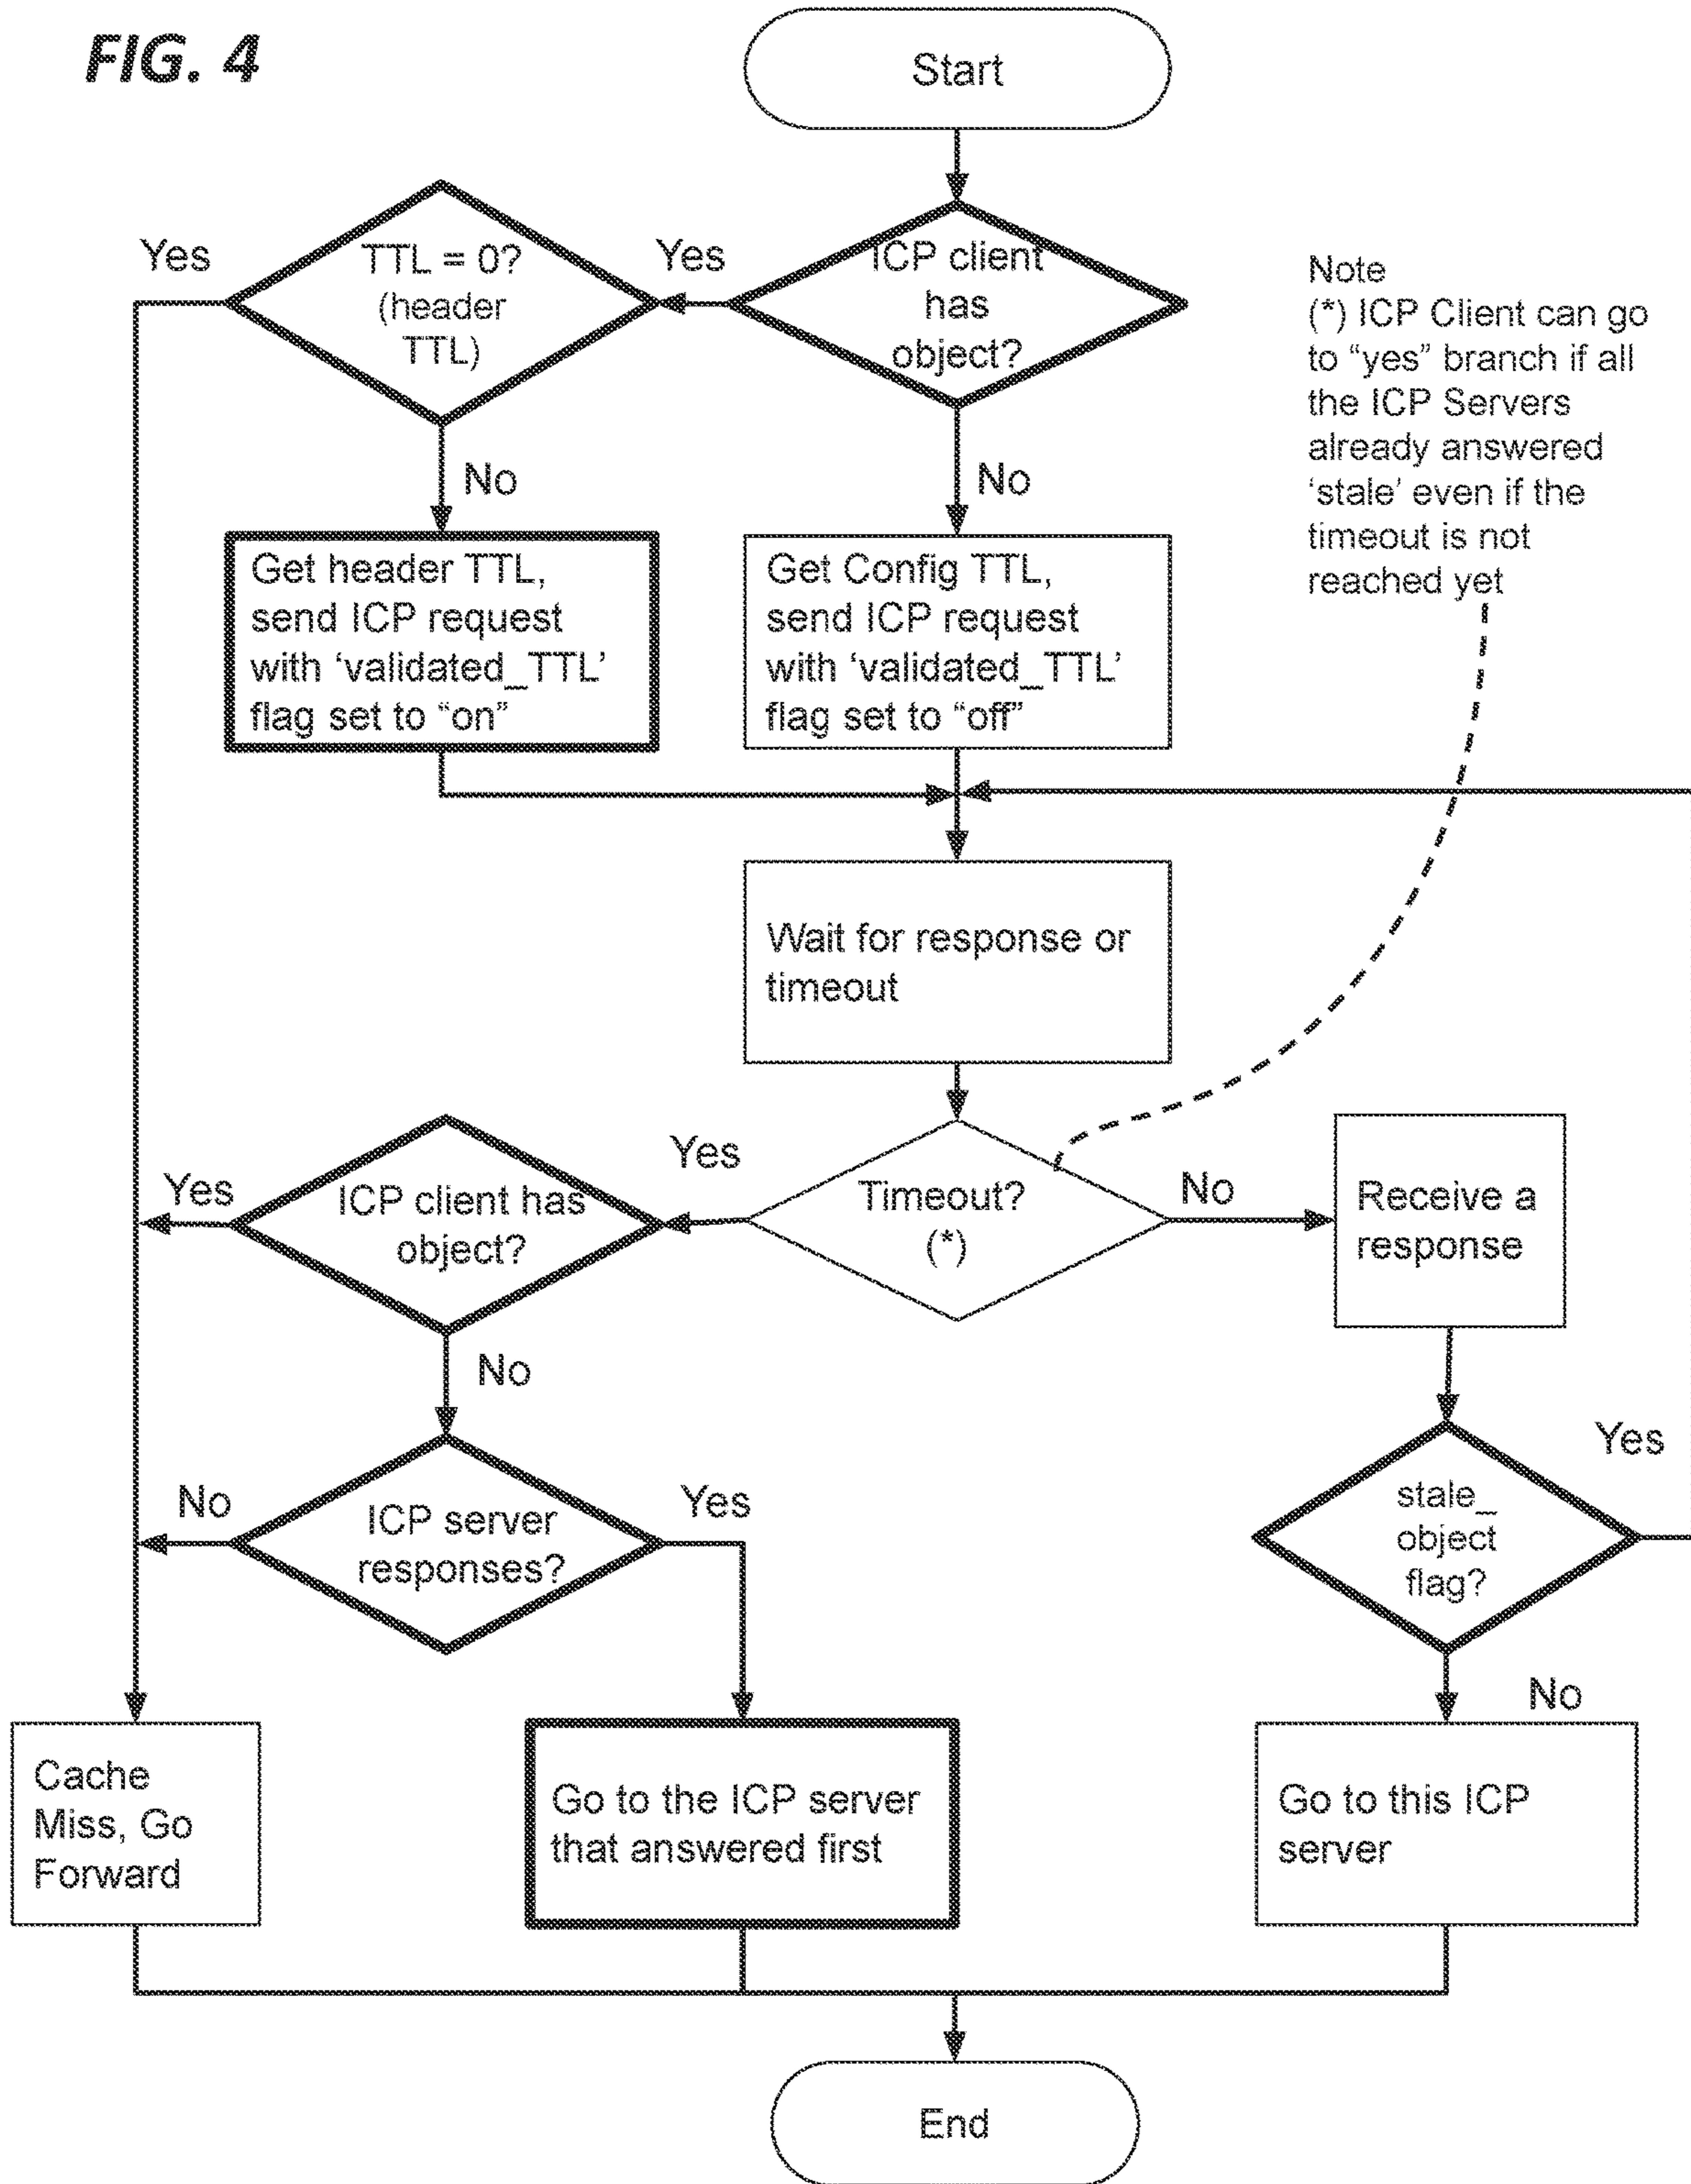 FIG. 4
Start
Yes
TTL = 0?
(header
TTL)
Yes
ICP client
has
object?
Note
(*) ICP Client can go
to “yes” branch if all
the ICP Servers
already answered
‘stale’ even if the
timeout is not
reached yet
No
No
Get header TTL,
send ICP request
with ‘validated_TTL’
flag set to “on”
Get Config TTL,
send ICP request
with ‘validated_TTL’
flag set to “off”
Wait for response or
timeout
Yes
ICP client has
object?
Yes
Timeout?
(*)
No
Receive a
response
No
No
ICP server
responses?
Yes
stale_
object
flag?
Yes
No
Cache
Miss, Go
Forward
Go to the ICP server
that answered first
Go to this ICP
server
End